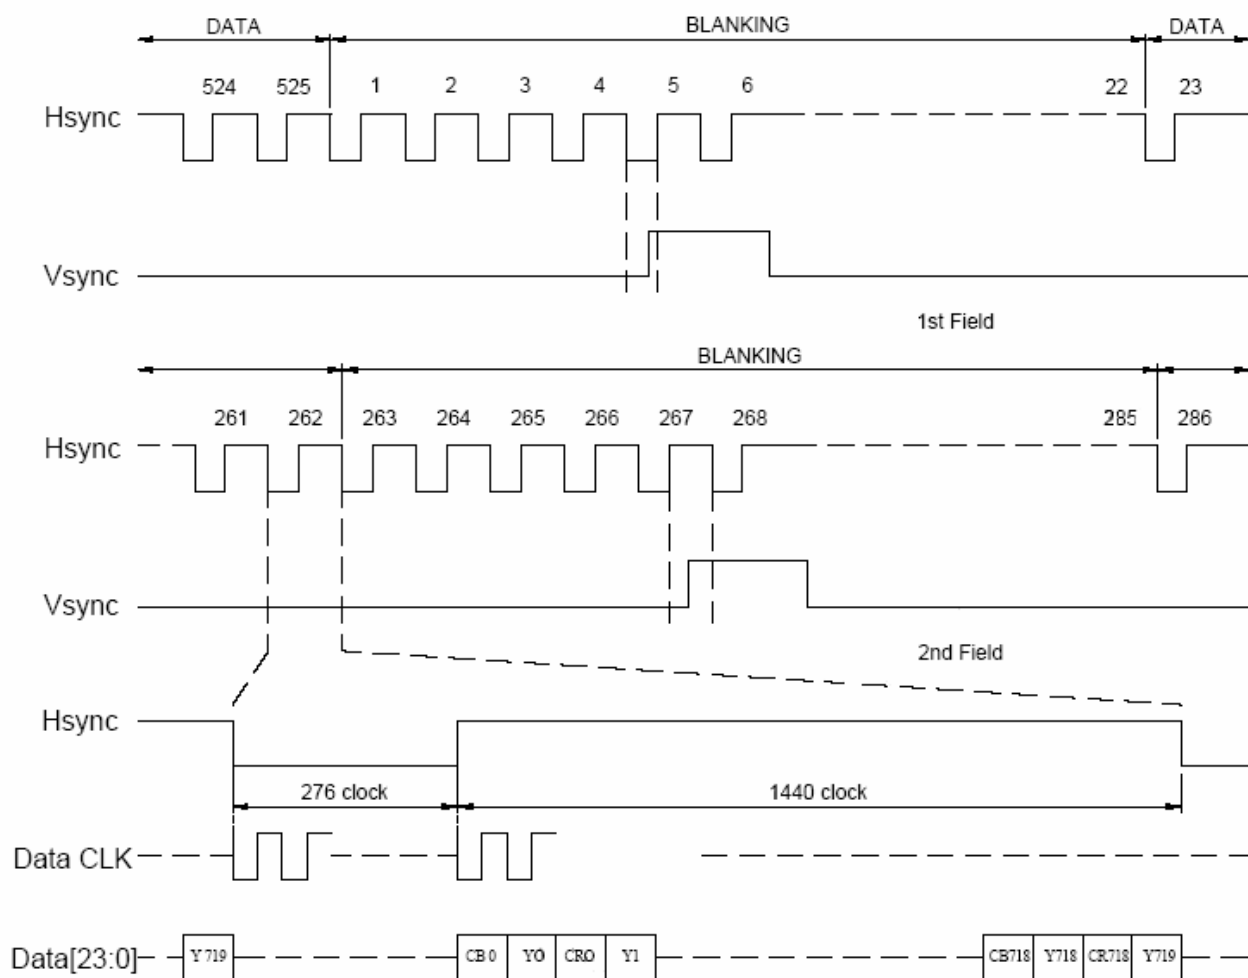 DATA BLANKING DATA
524 525 1 2 3 4 5 6 22 23
Hsync
Vsync
1st Field
BLANKING
261 262 263 264 265 266 267 268 285 286
Hsync
Vsync
2nd Field
Hsync
276 clock 1440 clock
Data CLK
Data[23:0] Y719 CB0 Y0 CR0 Y1 CB718 Y718 CR718 Y719